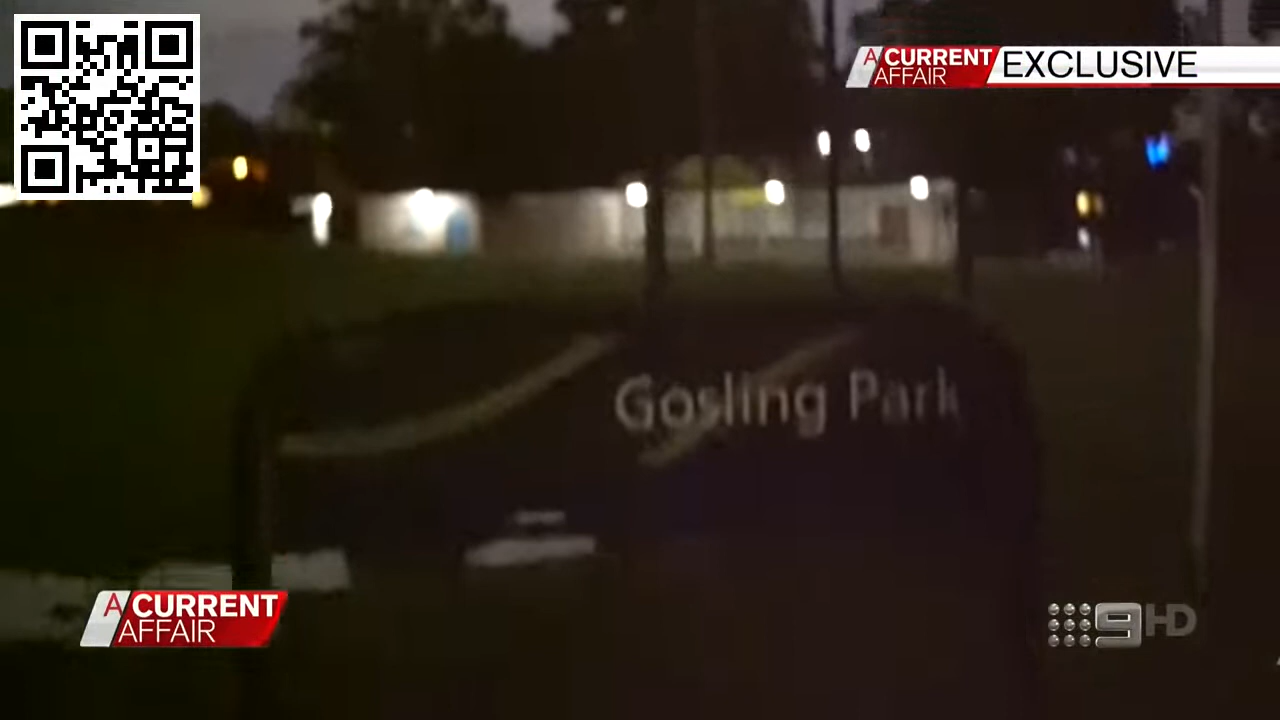 A CURRENT
AFFAIR
EXCLUSIVE
Gosling Park
A CURRENT
AFFAIR
9HD